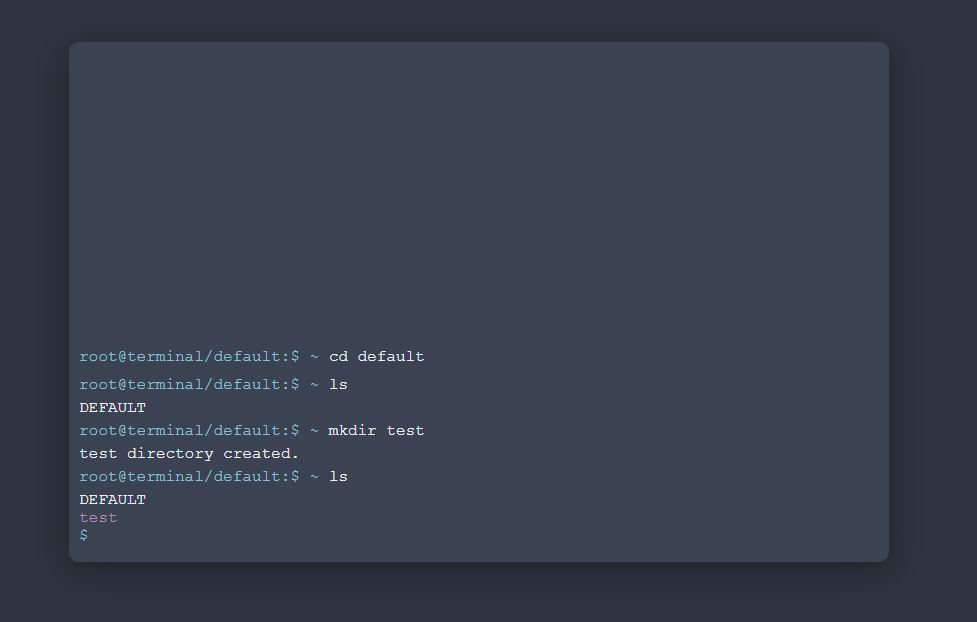 root@terminal/default:$ ~ cd default
root@terminal/default:$ ~ ls
DEFAULT
root@terminal/default:$ ~ mkdir test
test directory created.
root@terminal/default:$ ~ ls
DEFAULT
test
$